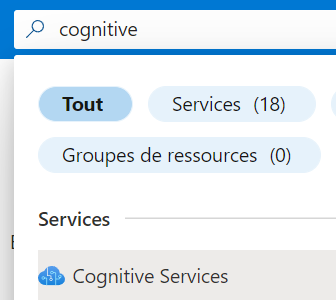 cognitive
Tout
Services (18)
Groupes de ressources (0)
Services
Cognitive Services